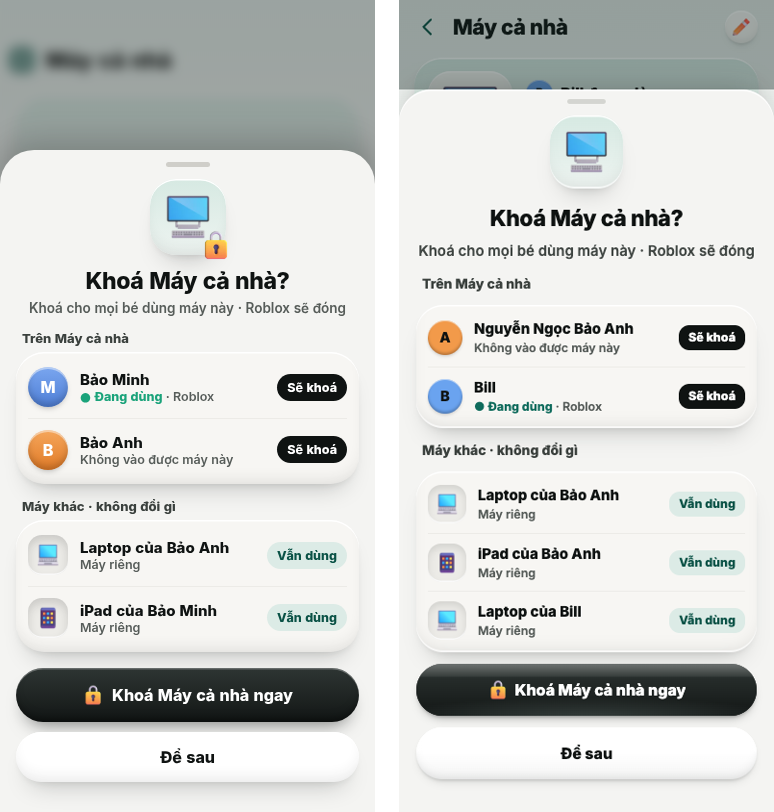 Máy cả nhà
Khoá Máy cả nhà?
Khoá cho mọi bé dùng máy này · Roblox sẽ đóng
Trên Máy cả nhà
M
Bảo Minh
Đang dùng · Roblox
Sẽ khoá
B
Bảo Anh
Không vào được máy này
Sẽ khoá
Máy khác · không đổi gì
Laptop của Bảo Anh
Máy riêng
Vẫn dùng
iPad của Bảo Minh
Máy riêng
Vẫn dùng
Khoá Máy cả nhà ngay
Để sau
Máy cả nhà
Khoá Máy cả nhà?
Khoá cho mọi bé dùng máy này · Roblox sẽ đóng
Trên Máy cả nhà
A
Nguyễn Ngọc Bảo Anh
Không vào được máy này
Sẽ khoá
B
Bill
Đang dùng · Roblox
Sẽ khoá
Máy khác · không đổi gì
Laptop của Bảo Anh
Máy riêng
Vẫn dùng
iPad của Bảo Anh
Máy riêng
Vẫn dùng
Laptop của Bill
Máy riêng
Vẫn dùng
Khoá Máy cả nhà ngay
Để sau